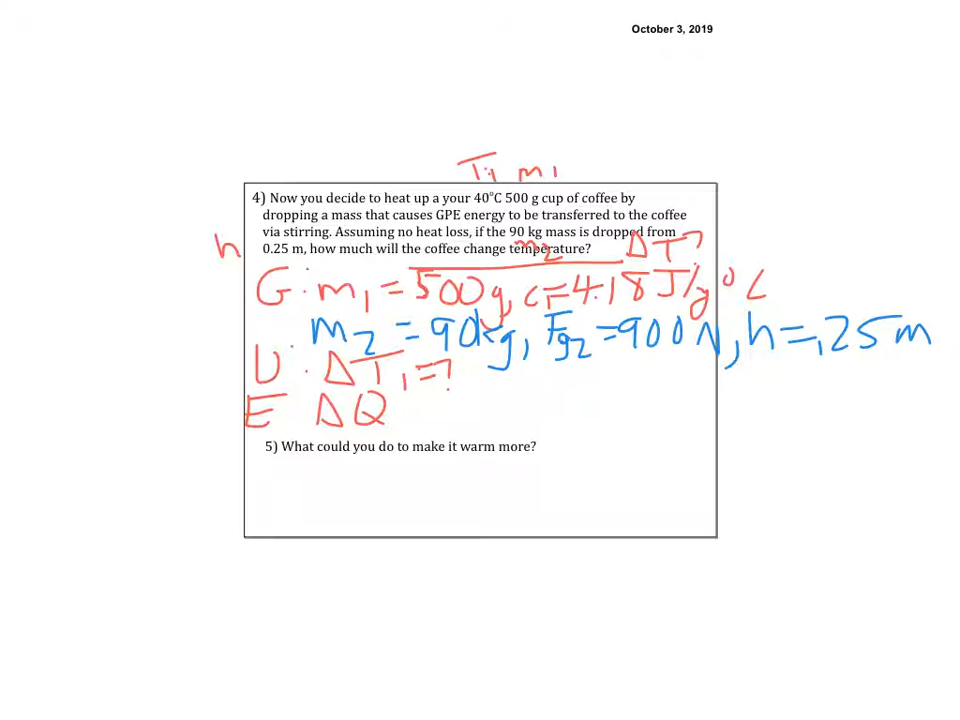 October 3, 2019
Ti m1
4) Now you decide to heat up a your 40°C 500 g cup of coffee by
dropping a mass that causes GPE energy to be transferred to the coffee
via stirring. Assuming no heat loss, if the 90 kg mass is dropped from
h 0.25 m, how much will the coffee change temperature? m2 ΔT?
G: m1 = 500g, c1=4.18 J/g°C
m2 = 90kg, Fg2=900N, h=.25m
U: ΔT1=?
E ΔQ
5) What could you do to make it warm more?